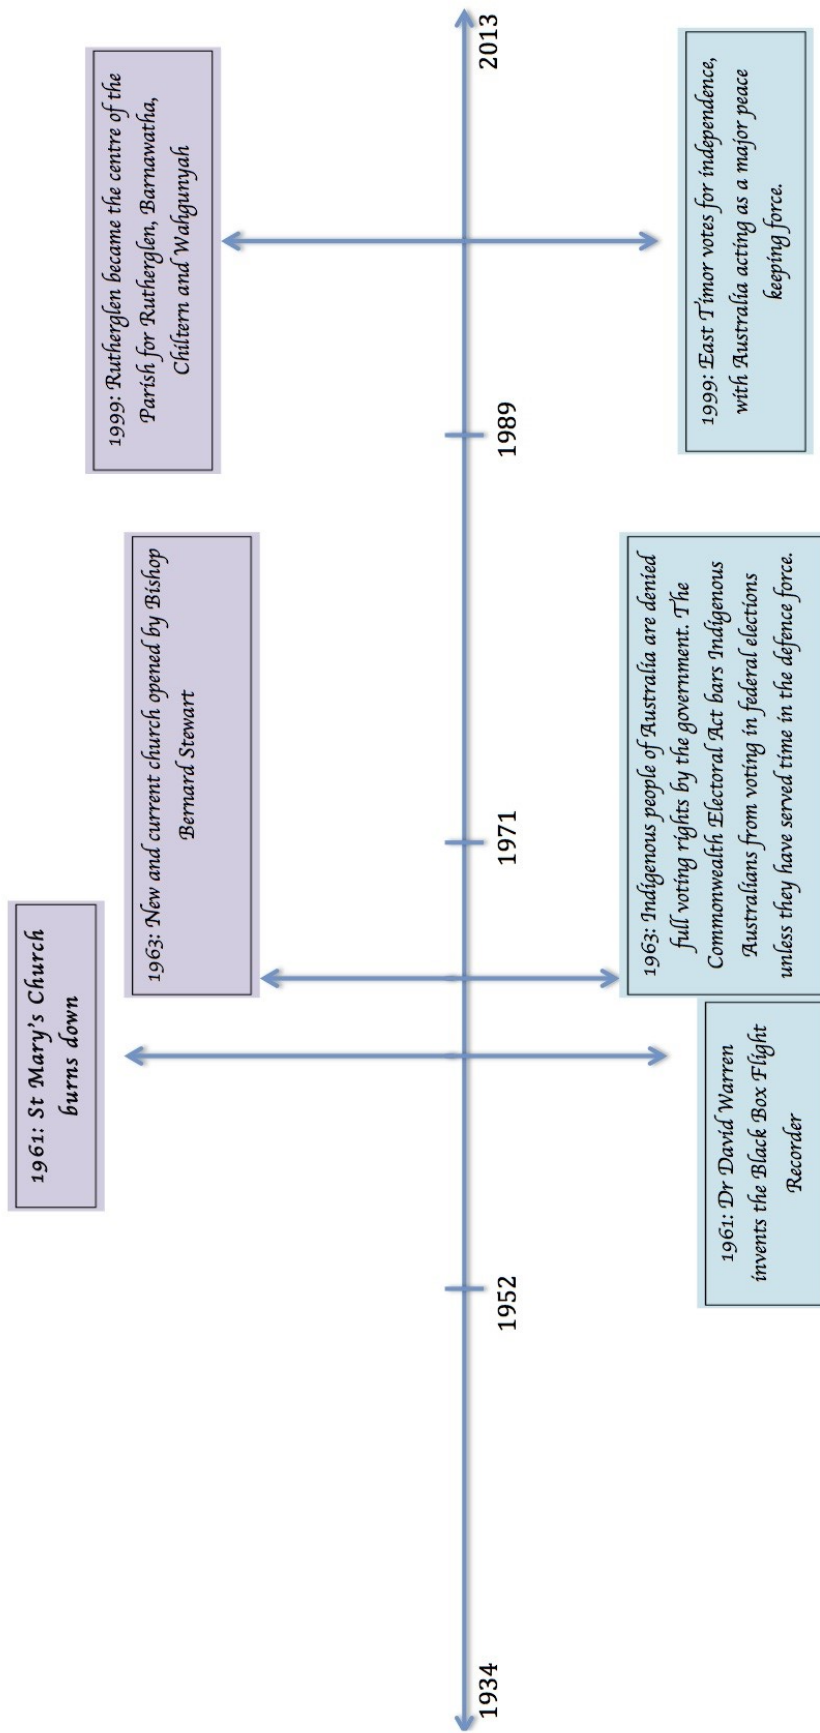 1961: St Mary's Church
burns down
1963: New and current church opened by Bishop
Bernard Stewart
1999: Rutherglen became the centre of the
Parish for Rutherglen, Barnawatha,
Chiltern and Wahgunyah
1934
1952
1971
1989
2013
1961: Dr David Warren
invents the Black Box Flight
Recorder
1963: Indigenous people of Australia are denied
full voting rights by the government. The
Commonwealth Electoral Act bars Indigenous
Australians from voting in federal elections
unless they have served time in the defence force.
1999: East Timor votes for independence,
with Australia acting as a major peace
keeping force.